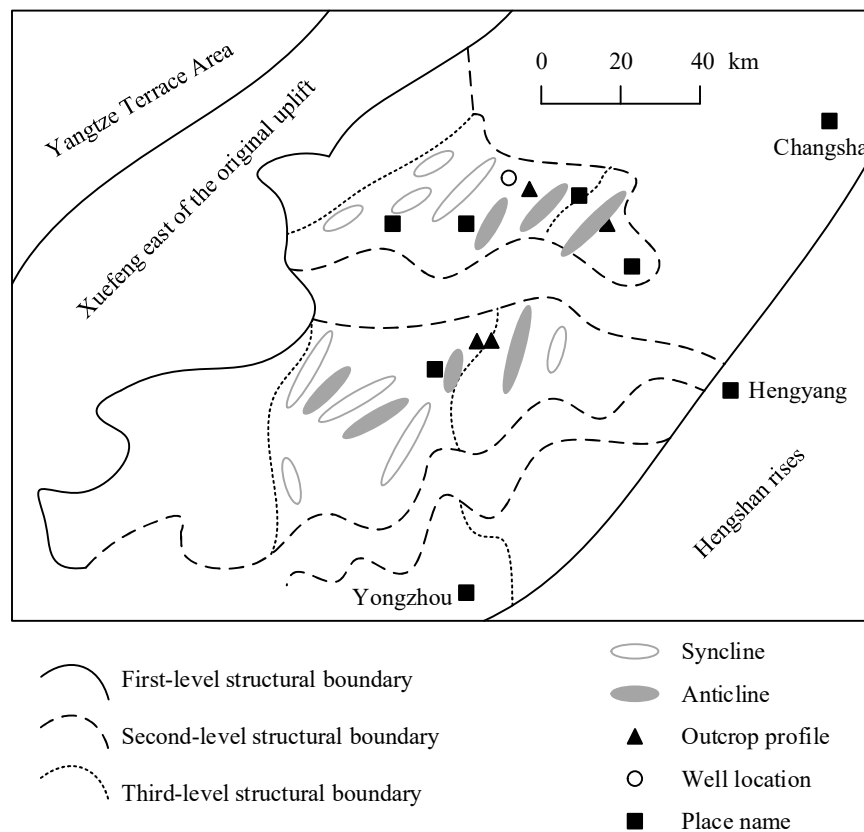 Yangtze Terrace Area
Xuefeng east of the original uplift
0 20 40 km
Changsha
Hengyang
Hengshan rises
Yongzhou
First-level structural boundary
Second-level structural boundary
Third-level structural boundary
Syncline
Anticline
Outcrop profile
Well location
Place name